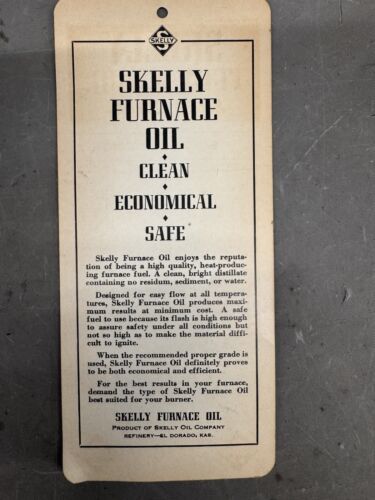 SKELLY
S
SKELLY
FURNACE
OIL
CLEAN
ECONOMICAL
SAFE
Skelly Furnace Oil enjoys the reputa-
tion of being a high quality, heat-produc-
ing furnace fuel. A clean, bright distillate
containing no residum, sediment, or water.
Designed for easy flow at all tempera-
tures, Skelly Furnace Oil produces maxi-
mum results at minimum cost. A safe
fuel to use because its flash is high enough
to assure safety under all conditions but
not so high as to make the material diffi-
cult to ignite.
When the recommended proper grade is
used, Skelly Furnace Oil definitely proves
to be both economical and efficient.
For the best results in your furnace,
demand the type of Skelly Furnace Oil
best suited for your burner.
SKELLY FURNACE OIL
PRODUCT OF SKELLY OIL COMPANY
REFINERY—EL DORADO, KAS.